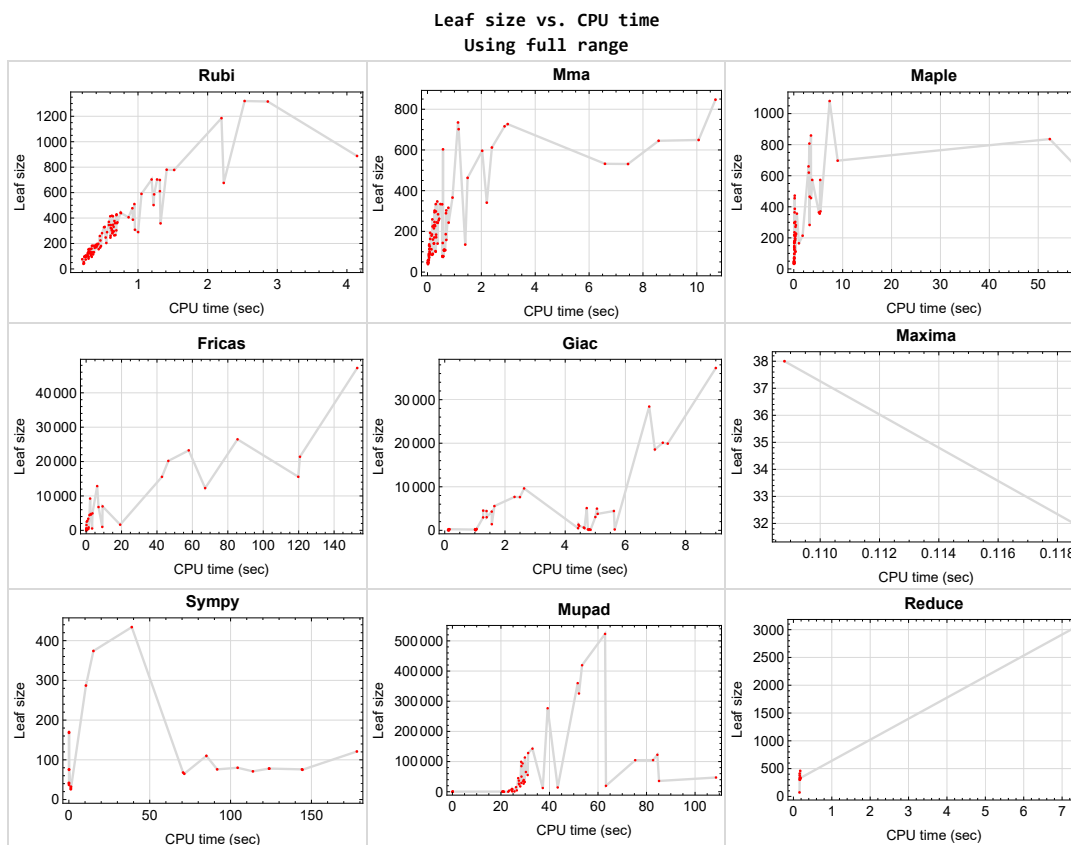 Leaf size vs. CPU time
Using full range
Rubi
Leaf size
1200
1000
800
600
400
200
0
1 2 3 4
CPU time (sec)
Mma
Leaf size
800
600
400
200
0
0 2 4 6 8 10
CPU time (sec)
Maple
Leaf size
1000
800
600
400
200
0
0 10 20 30 40 50
CPU time (sec)
Fricas
Leaf size
40 000
30 000
20 000
10 000
0
0 20 40 60 80 100 120 140
CPU time (sec)
Giac
Leaf size
30 000
20 000
10 000
0
0 2 4 6 8
CPU time (sec)
Maxima
Leaf size
38
37
36
35
34
33
32
0.110 0.112 0.114 0.116 0.118
CPU time (sec)
Sympy
Leaf size
400
300
200
100
0
0 50 100 150
CPU time (sec)
Mupad
Leaf size
500 000
400 000
300 000
200 000
100 000
0
0 20 40 60 80 100
CPU time (sec)
Reduce
Leaf size
3000
2500
2000
1500
1000
500
0
0 1 2 3 4 5 6 7
CPU time (sec)